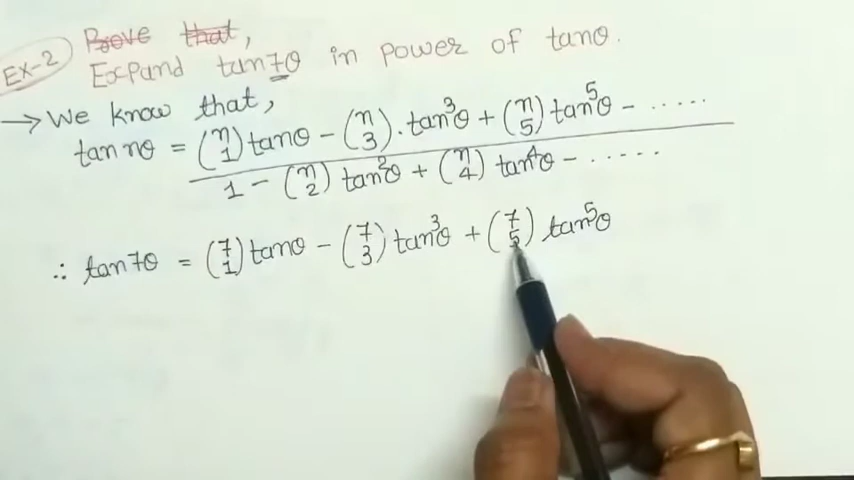 EX-2 Prove that,
Expand tan7θ in power of tanθ.
→ We know that,
tan nθ = (n 1) tanθ - (n 3) . tan³θ + (n 5) tan⁵θ - .....
1 - (n 2) tan²θ + (n 4) tan⁴θ - ......
∴ tan7θ = (7 1) tanθ - (7 3) tan³θ + (7 5) tan⁵θ